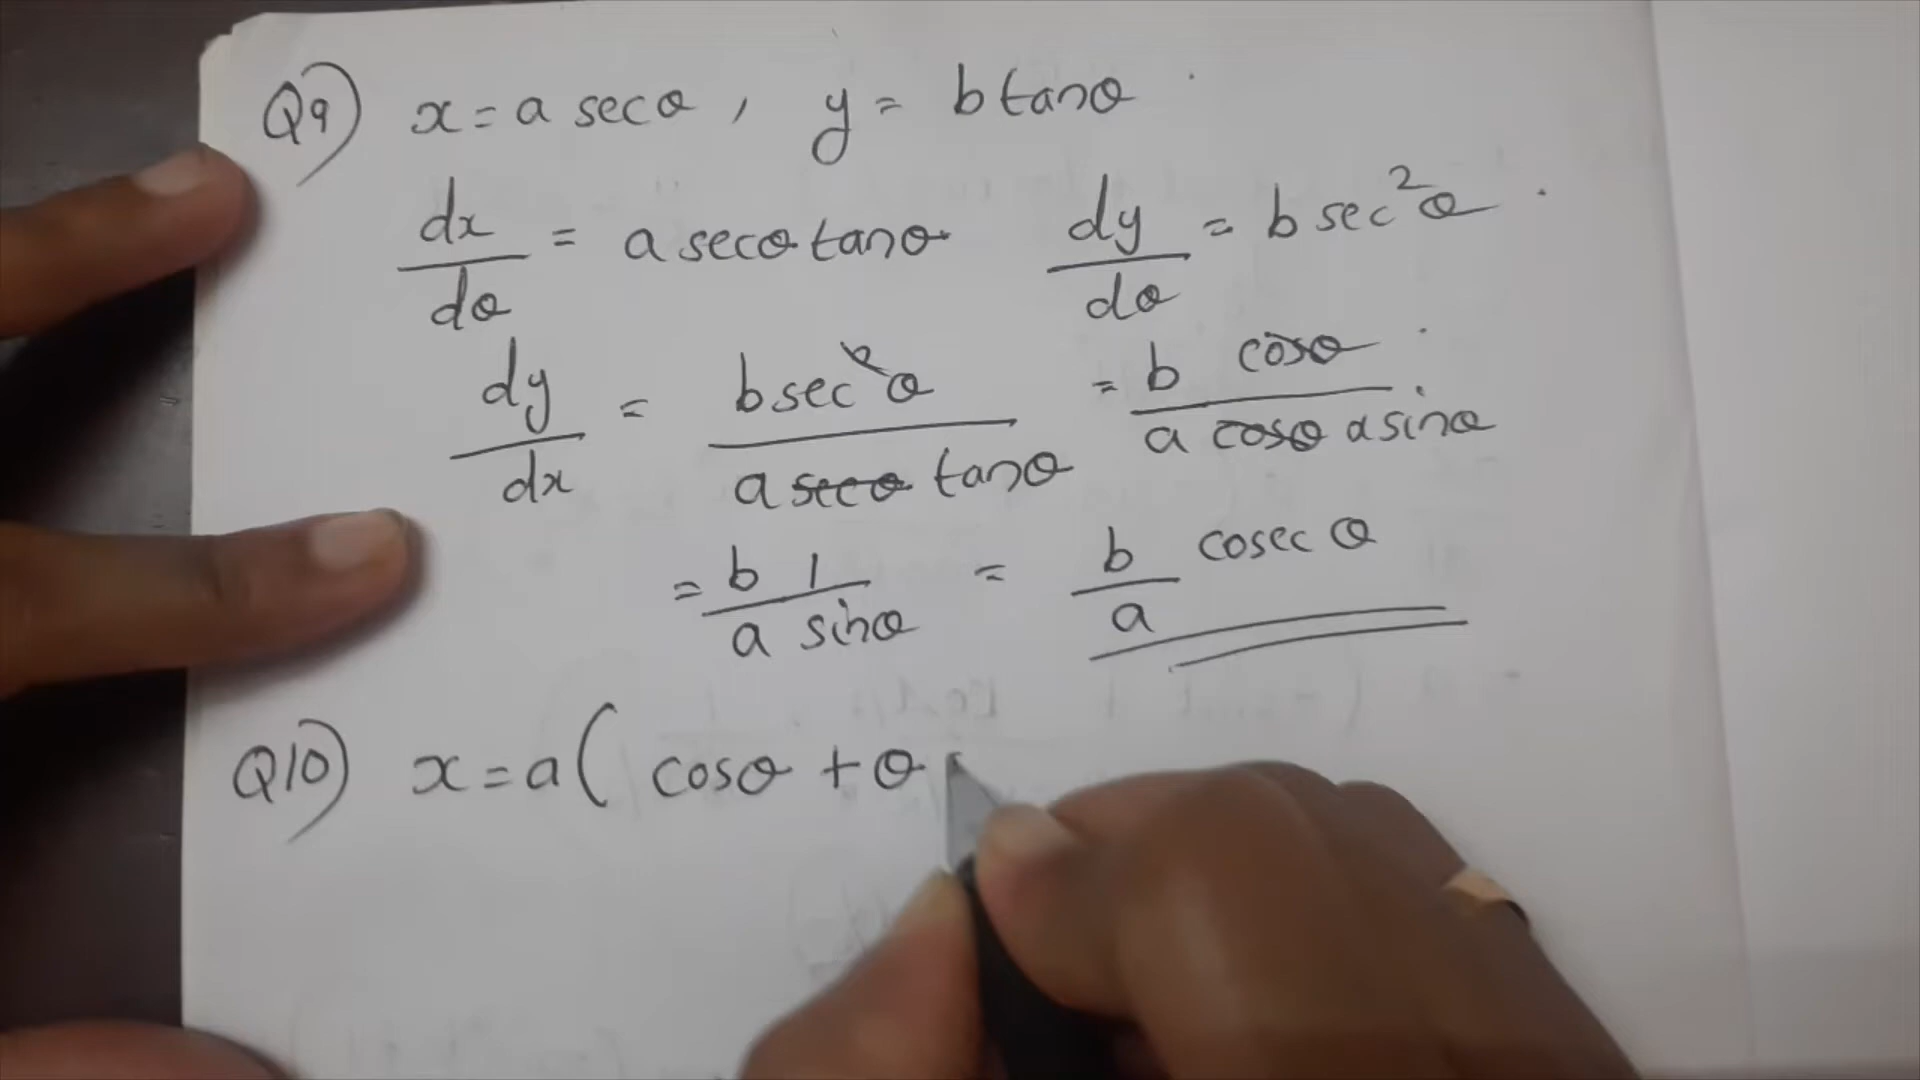 Q9) x = a secθ, y = b tanθ
dx/dθ = a secθ tanθ dy/dθ = b sec²θ
dy/dx = b sec²θ / a secθ tanθ = b cosθ / a cosθ sinθ
= b 1 / a sinθ = b/a cosec θ
Q10) x = a( cosθ + θ